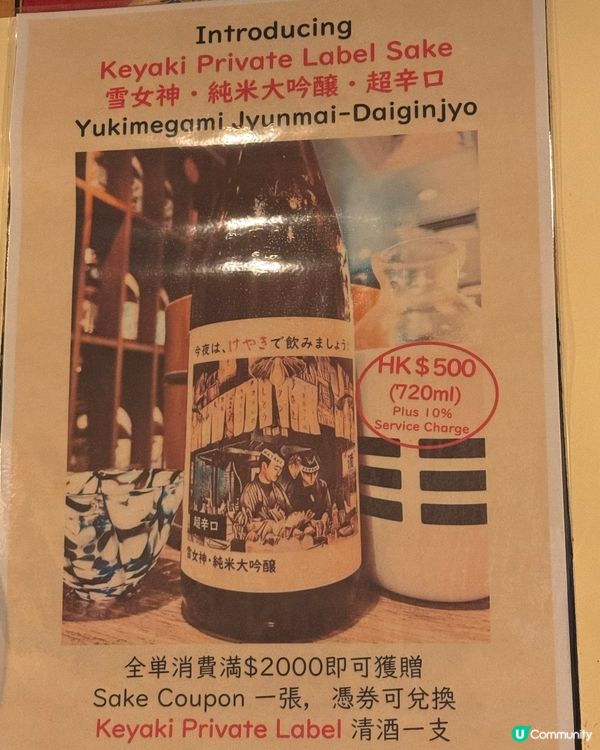 Introducing
Keyaki Private Label Sake
雪女神・純米大吟醸・超辛口
Yukimegami Jyunmai-Daiginjyo
今夜は、けやきで飲みましょう
HK$500
(720ml)
Plus 10%
Service Charge
超辛口
雪女神・純米大吟醸
全単消費満$2000即可獲贈
Sake Coupon 一張，憑券可兌換
Keyaki Private Label 清酒一支
U Community